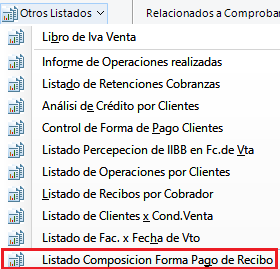 Otros Listados
Relacionados a Comproba
Libro de Iva Venta
Informe de Operaciones realizadas
Listado de Retenciones Cobranzas
Análisi de Crédito por Clientes
Control de Forma de Pago Clientes
Listado Percepecion de IIBB en Fc.de Vta
Listado de Operaciones por Clientes
Listado de Recibos por Cobrador
Listado de Clientes x Cond.Venta
Listado de Fac. x Fecha de Vto
Listado Composicion Forma Pago de Recibo